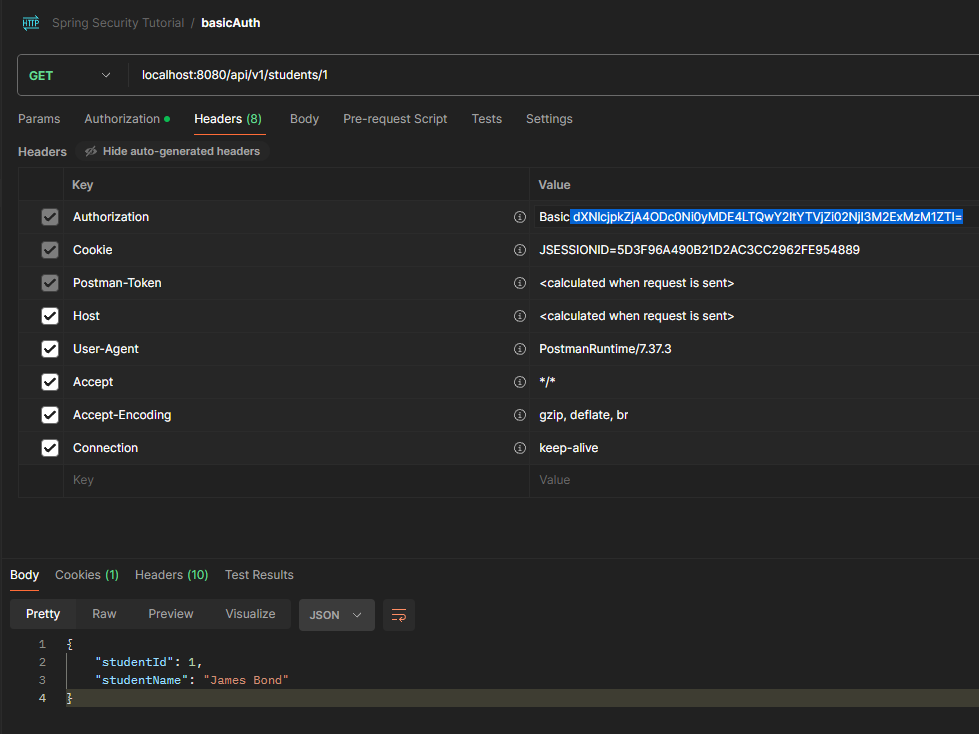 HTTP Spring Security Tutorial / basicAuth
GET localhost:8080/api/v1/students/1
Params Authorization Headers (8) Body Pre-request Script Tests Settings
Headers Hide auto-generated headers
Key Value
Authorization Basic dXNlcjpkZjA4ODc0Ni0yMDE4LTQwY2ItYTVjZi02NjI3M2ExMzM1ZTI=
Cookie JSESSIONID=5D3F96A490B21D2AC3CC2962FE954889
Postman-Token <calculated when request is sent>
Host <calculated when request is sent>
User-Agent PostmanRuntime/7.37.3
Accept */*
Accept-Encoding gzip, deflate, br
Connection keep-alive
Key Value
Body Cookies (1) Headers (10) Test Results
Pretty Raw Preview Visualize JSON
1 {
2 "studentId": 1,
3 "studentName": "James Bond"
4 }